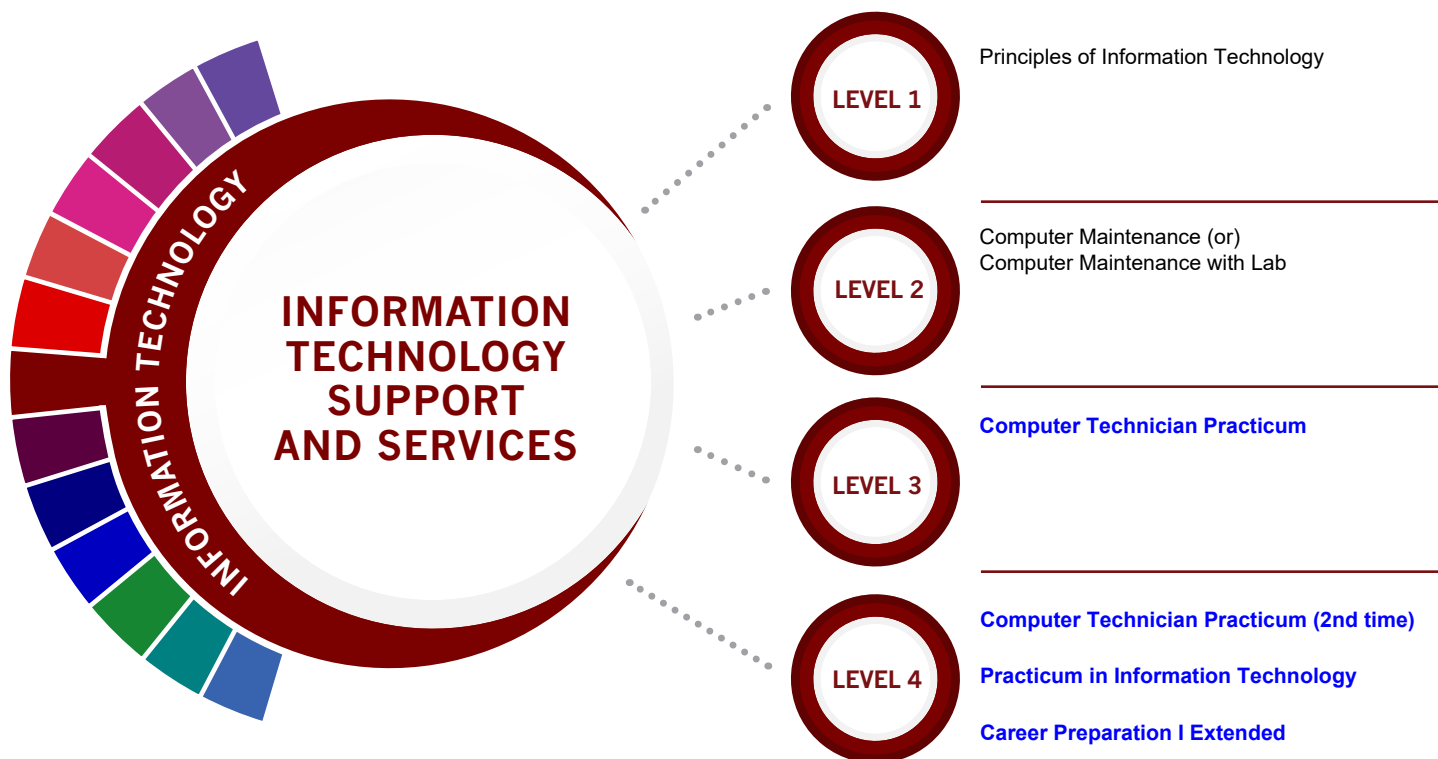 INFORMATION TECHNOLOGY
INFORMATION
TECHNOLOGY
SUPPORT
AND SERVICES
LEVEL 1
Principles of Information Technology
LEVEL 2
Computer Maintenance (or)
Computer Maintenance with Lab
LEVEL 3
Computer Technician Practicum
LEVEL 4
Computer Technician Practicum (2nd time)
Practicum in Information Technology
Career Preparation I Extended